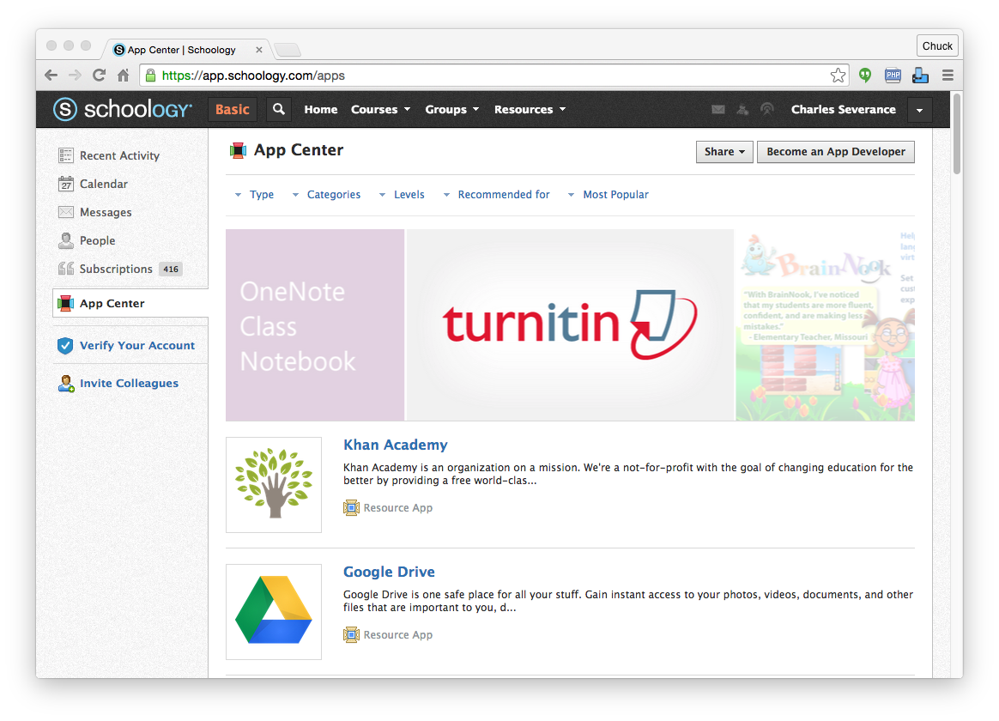 App Center | Schoology
Chuck
https://app.schoology.com/apps
PHP
S schoology
Basic
Home
Courses
Groups
Resources
Charles Severance
Recent Activity
27
Calendar
Messages
People
Subscriptions 416
App Center
Verify Your Account
Invite Colleagues
App Center
Share
Become an App Developer
Type
Categories
Levels
Recommended for
Most Popular
OneNote
Class
Notebook
turnitin
BrainNook
"With BrainNook, I've noticed
that my students are more fluent,
confident, and are making less
mistakes."
- Elementary Teacher, Missouri
Khan Academy
Khan Academy is an organization on a mission. We're a not-for-profit with the goal of changing education for the
better by providing a free world-clas...
Resource App
Google Drive
Google Drive is one safe place for all your stuff. Gain instant access to your photos, videos, documents, and other
files that are important to you, d...
Resource App